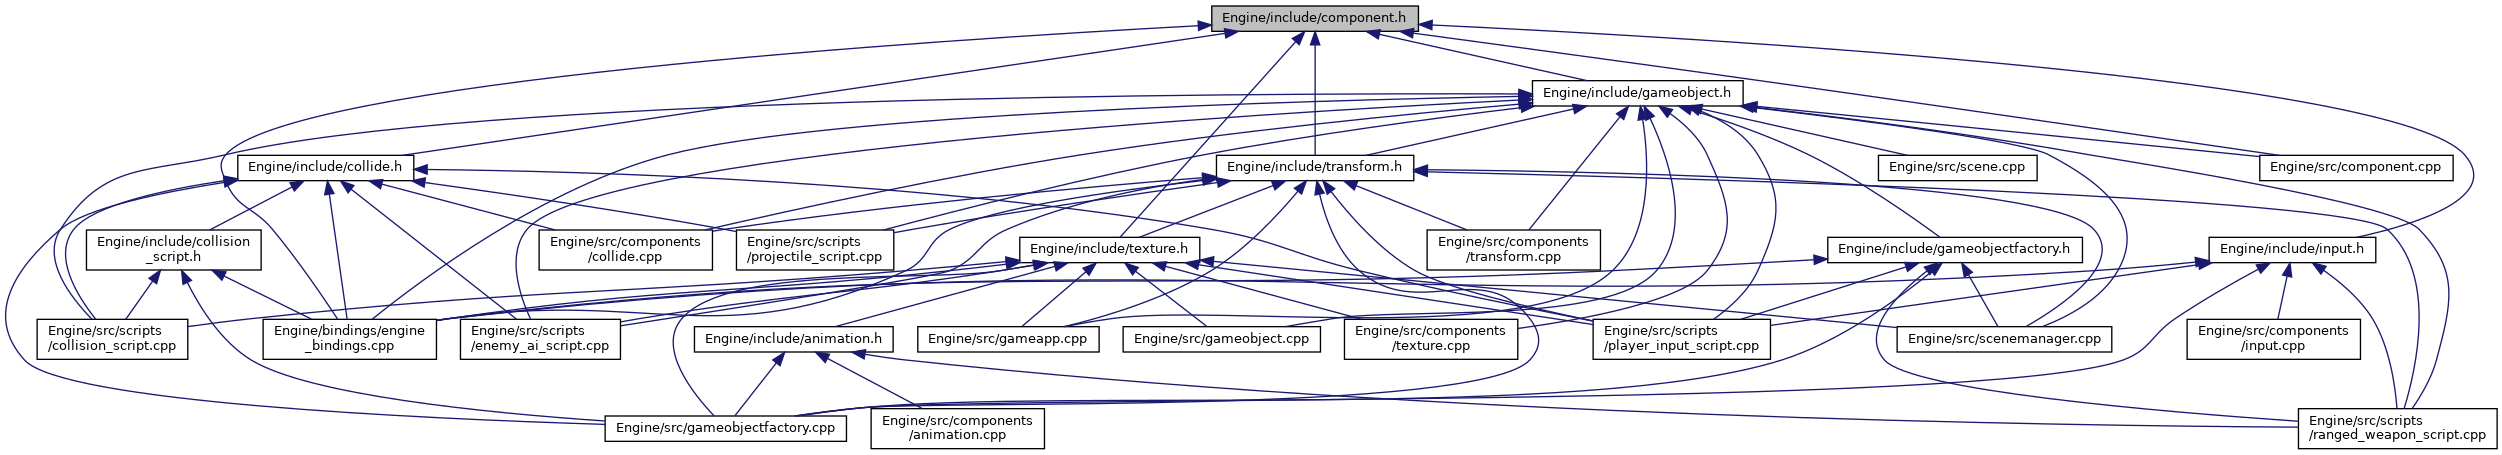 Engine/include/component.h
Engine/include/gameobject.h
Engine/include/collide.h
Engine/include/transform.h
Engine/src/scene.cpp
Engine/src/component.cpp
Engine/include/collision
_script.h
Engine/src/components
/collide.cpp
Engine/src/scripts
/projectile_script.cpp
Engine/include/texture.h
Engine/src/components
/transform.cpp
Engine/include/gameobjectfactory.h
Engine/include/input.h
Engine/src/scripts
/collision_script.cpp
Engine/bindings/engine
_bindings.cpp
Engine/src/scripts
/enemy_ai_script.cpp
Engine/include/animation.h
Engine/src/gameapp.cpp
Engine/src/gameobject.cpp
Engine/src/components
/texture.cpp
Engine/src/scripts
/player_input_script.cpp
Engine/src/scenemanager.cpp
Engine/src/components
/input.cpp
Engine/src/gameobjectfactory.cpp
Engine/src/components
/animation.cpp
Engine/src/scripts
/ranged_weapon_script.cpp